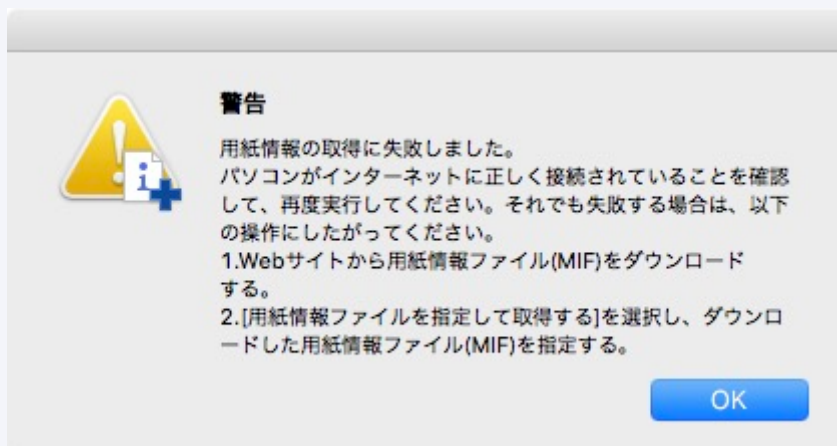 警告
用紙情報の取得に失敗しました。
パソコンがインターネットに正しく接続されていることを確認
して、再度実行してください。それでも失敗する場合は、以下
の操作にしたがってください。
1.Webサイトから用紙情報ファイル(MIF)をダウンロード
する。
2.[用紙情報ファイルを指定して取得する]を選択し、ダウンロ
ードした用紙情報ファイル(MIF)を指定する。
OK